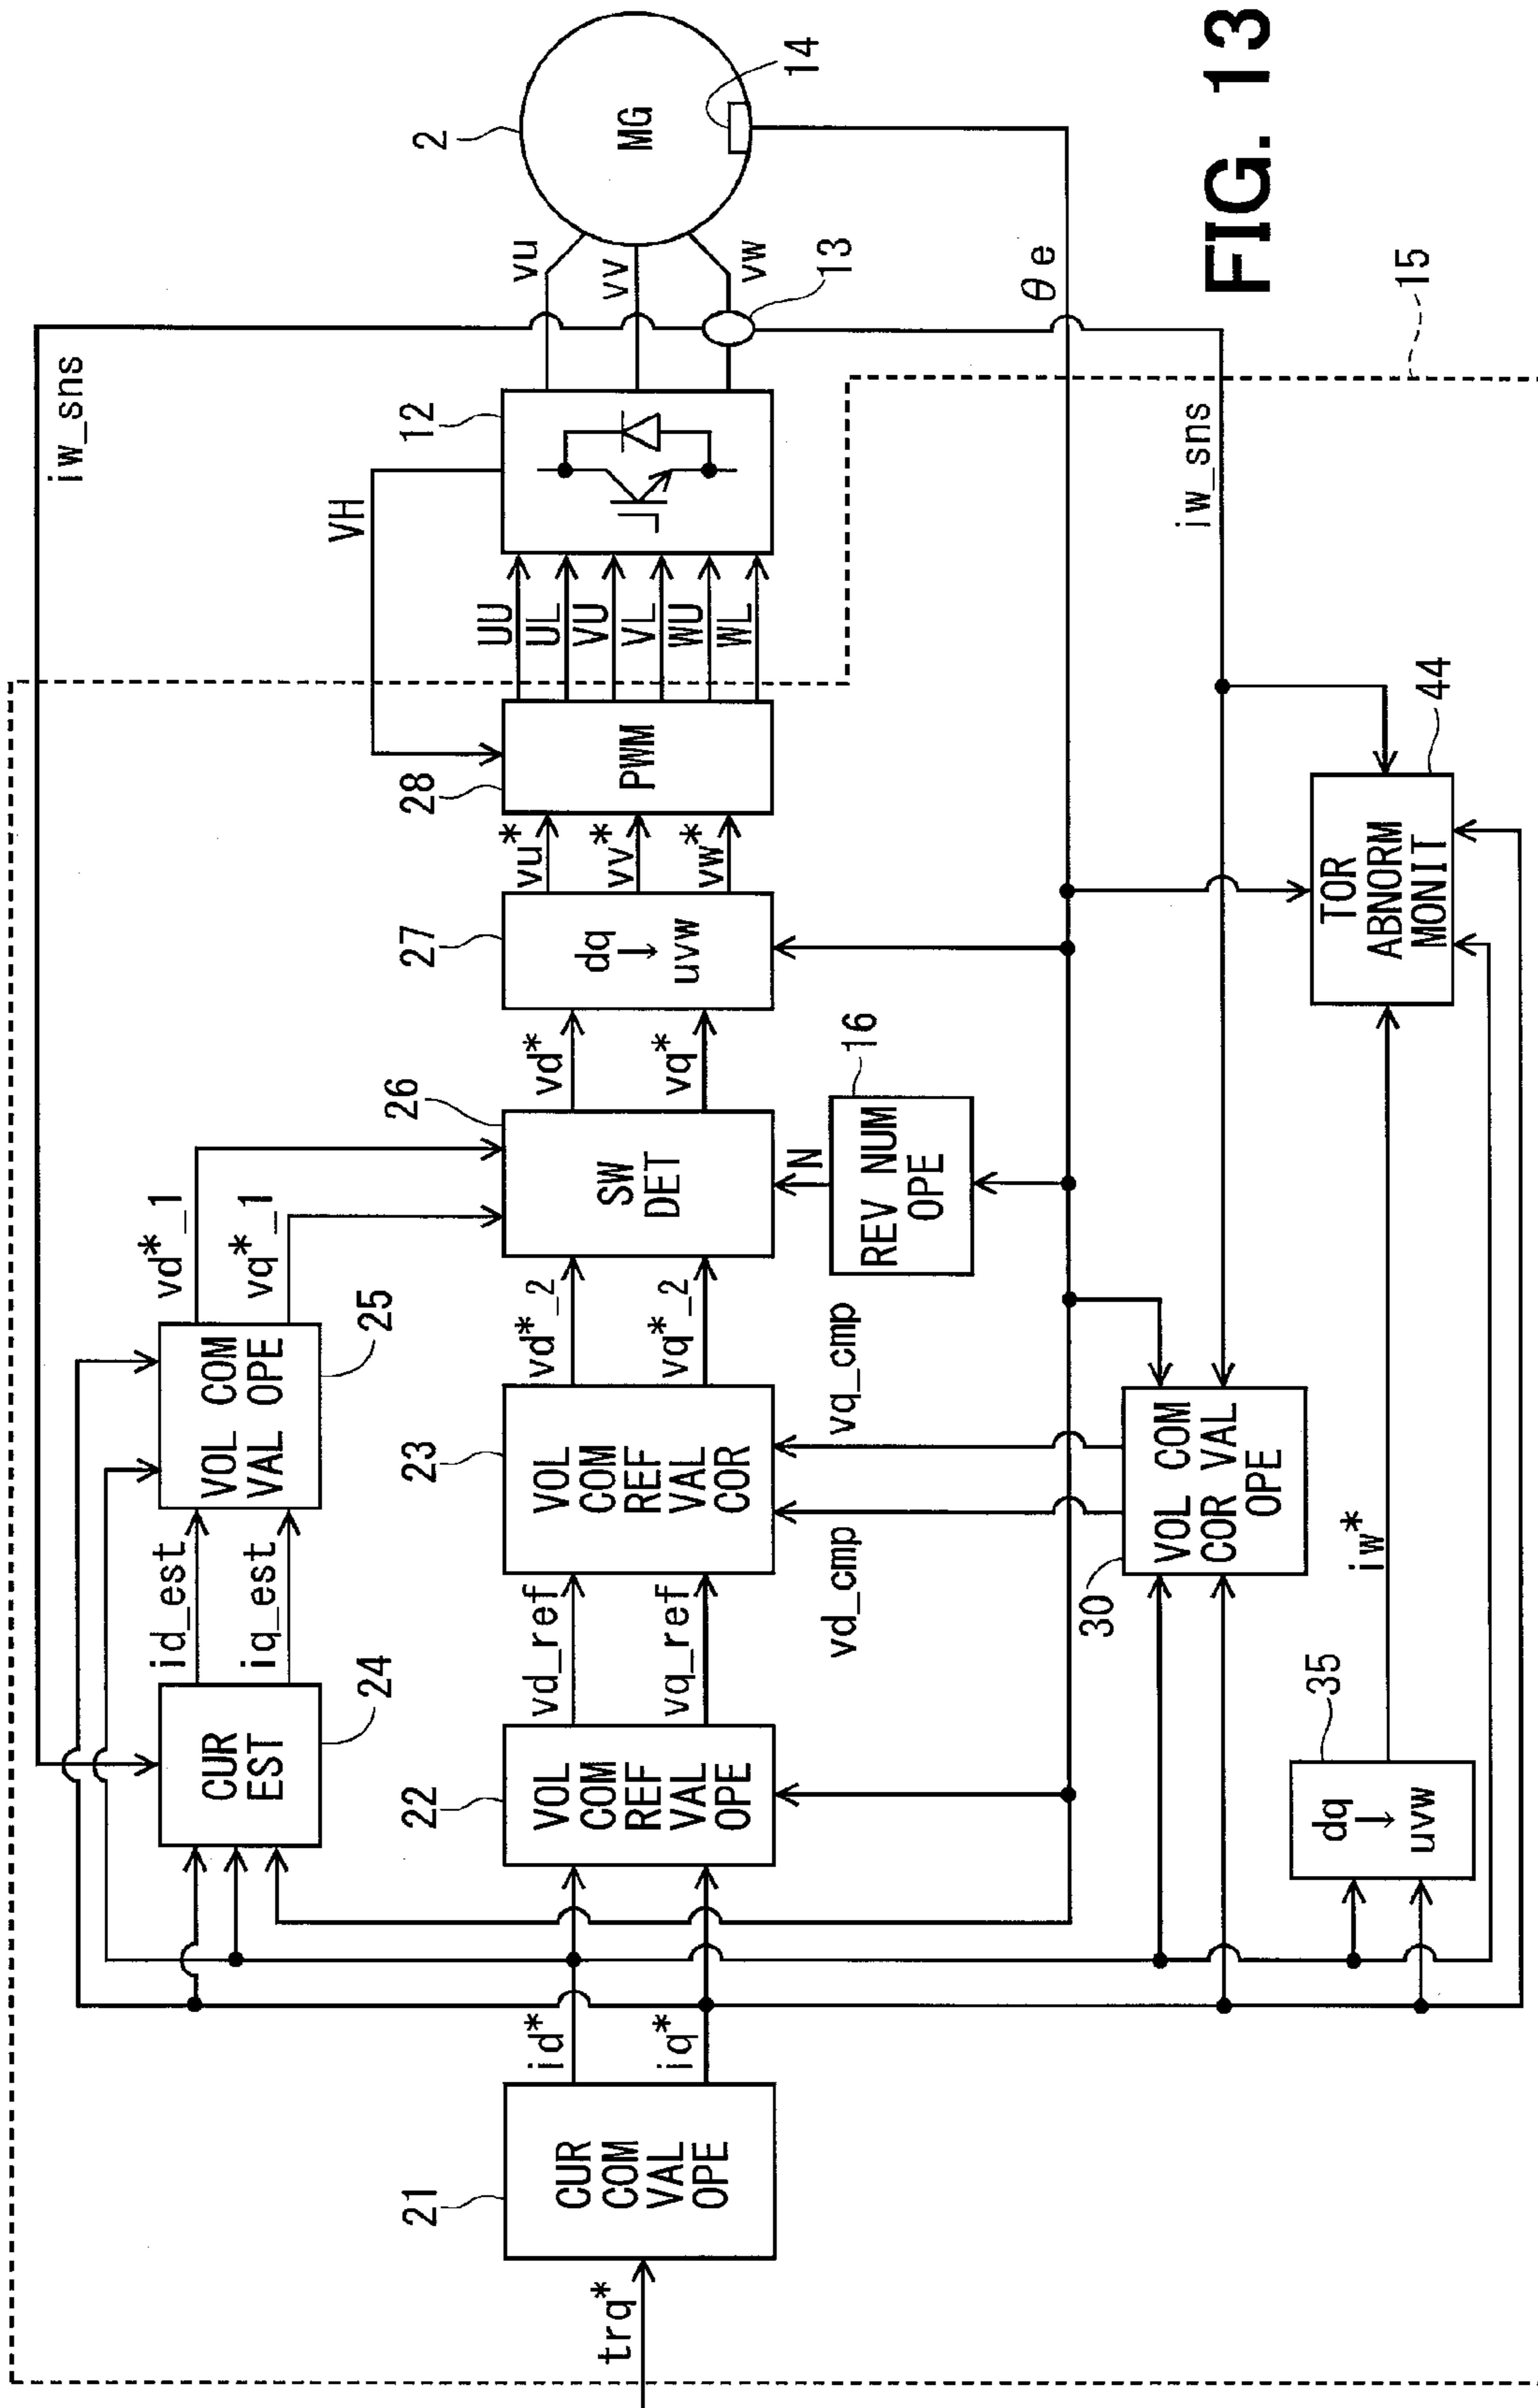 trq*
21
CUR
COM
VAL
OPE
id*
iq*
22
VOL
COM
REF
VAL
OPE
vd_ref
vq_ref
CUR
EST
24
id_est
iq_est
VOL COM
VAL OPE
25
vd*_1
vq*_1
23
VOL
COM
REF
VAL
COR
vd_cmp
vq_cmp
vd*_2
vq*_2
26
SW
DET
N
REV NUM
OPE
16
vd*
vq*
27
dq
↓
uvw
vu*
vv*
vw*
28
PWM
VH
UU
UL
VU
VL
WU
WL
12
iw_sns
vu
vv
vw
13
2
MG
14
θe
iw_sns
30
VOL COM
COR VAL
OPE
35
dq
↓
uvw
iw*
TOR
ABNORM
MONIT
44
15
FIG. 13